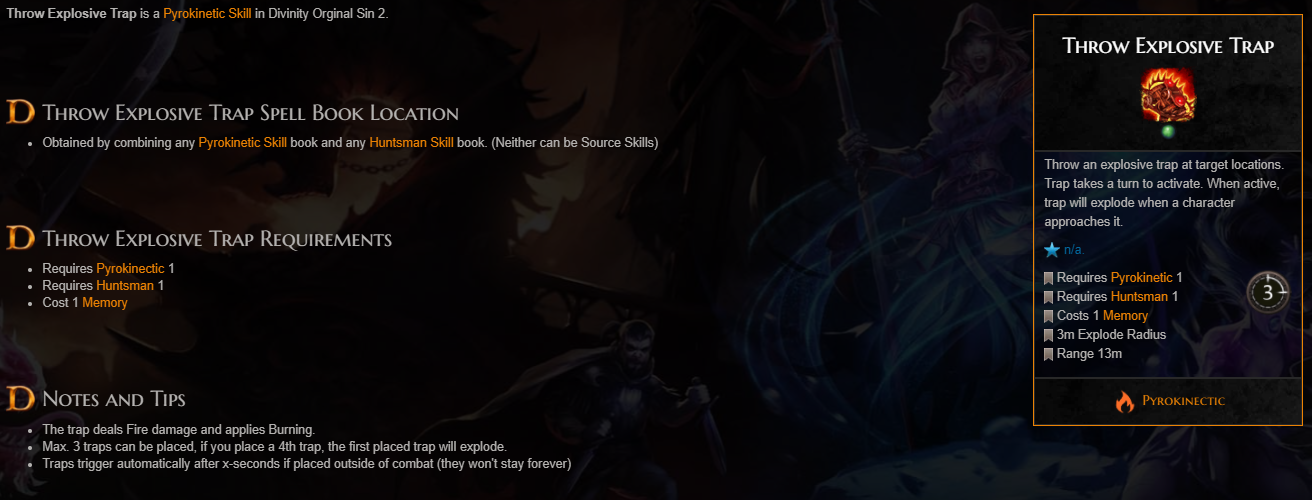 Throw Explosive Trap is a Pyrokinetic Skill in Divinity Orginal Sin 2.
Throw Explosive Trap Spell Book Location
Obtained by combining any Pyrokinetic Skill book and any Huntsman Skill book. (Neither can be Source Skills)
Throw Explosive Trap Requirements
Requires Pyrokinectic 1
Requires Huntsman 1
Cost 1 Memory
Notes and Tips
The trap deals Fire damage and applies Burning.
Max. 3 traps can be placed, if you place a 4th trap, the first placed trap will explode.
Traps trigger automatically after x-seconds if placed outside of combat (they won't stay forever)
Throw Explosive Trap
Throw an explosive trap at target locations.
Trap takes a turn to activate. When active,
trap will explode when a character
approaches it.
n/a.
Requires Pyrokinetic 1
Requires Huntsman 1
Costs 1 Memory
3m Explode Radius
Range 13m
3
Pyrokinectic